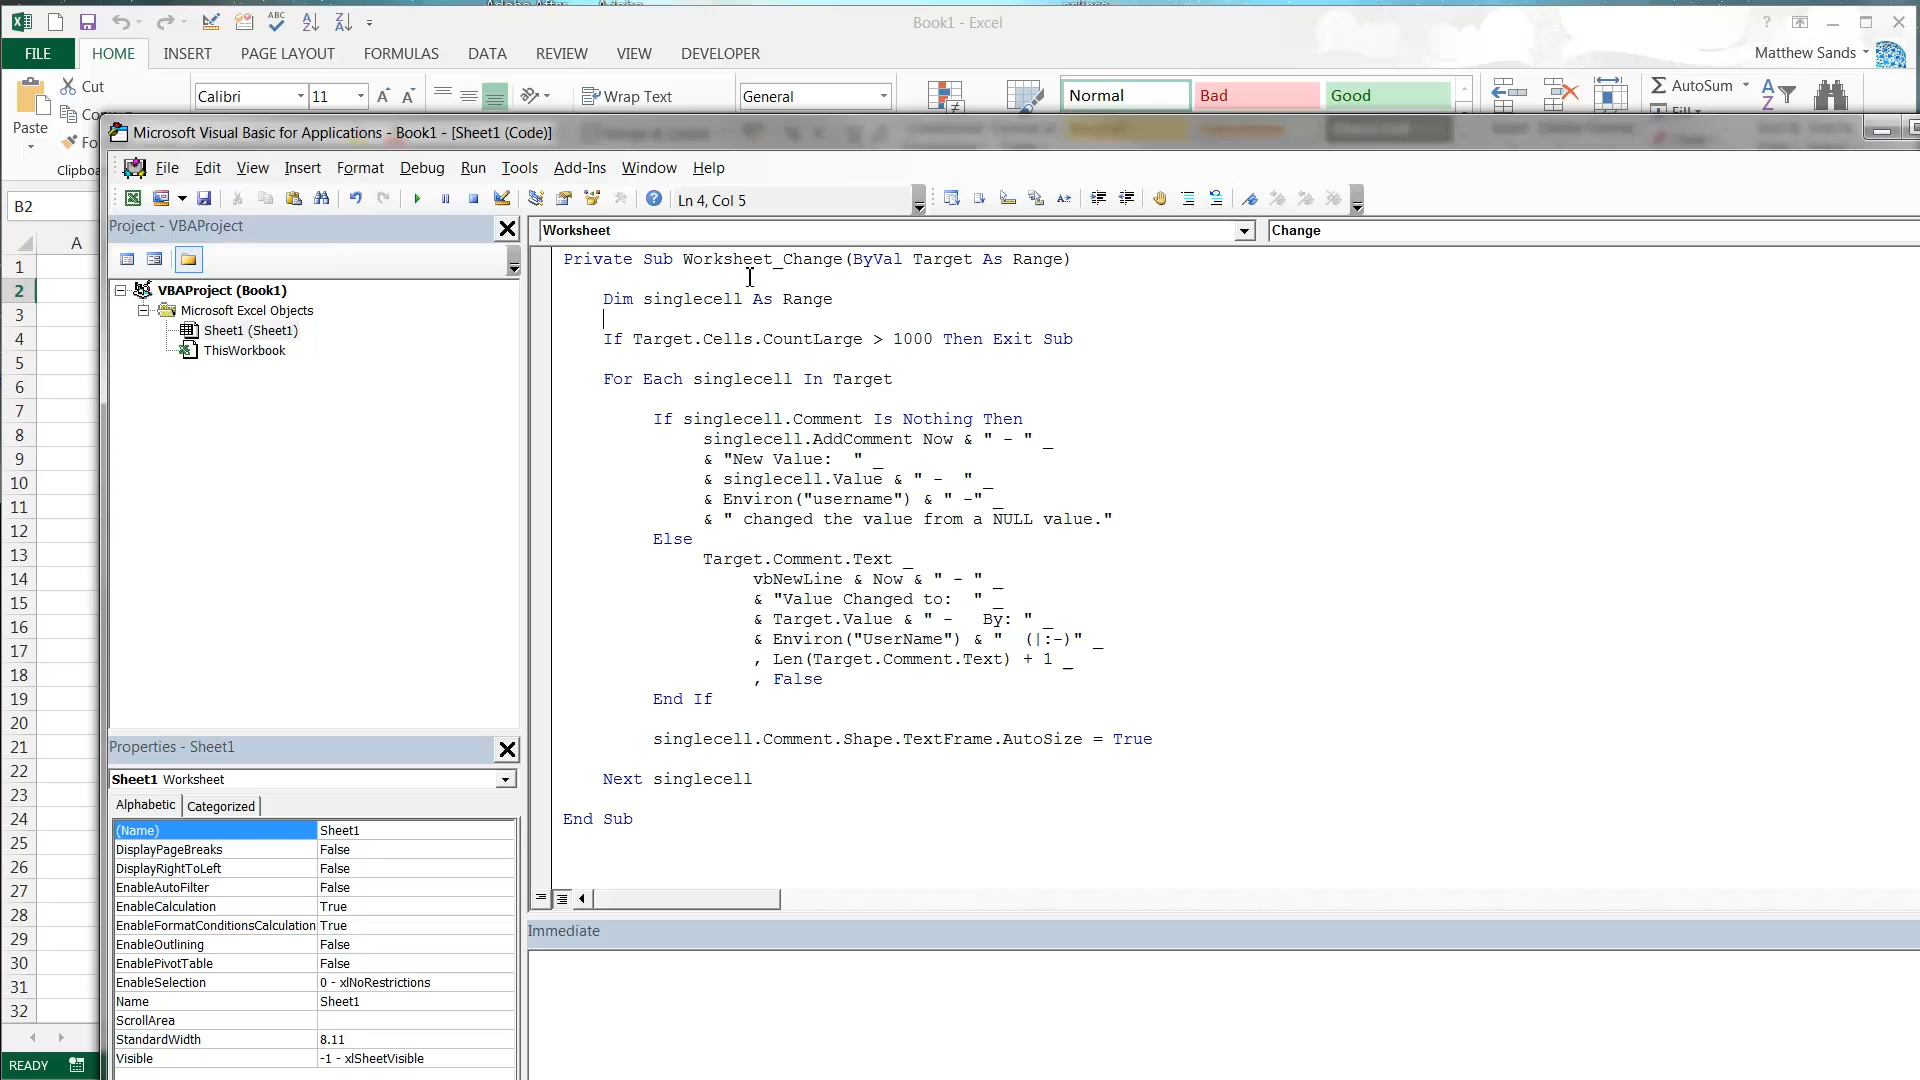 Adobe After Adobe eclipse
ABC
Book1 - Excel
FILE HOME INSERT PAGE LAYOUT FORMULAS DATA REVIEW VIEW DEVELOPER
Matthew Sands
Paste
Cut
Copy
Clipboa
Calibri 11
Wrap Text
General
Normal Bad Good
AutoSum
Fill
Microsoft Visual Basic for Applications - Book1 - [Sheet1 (Code)]
File Edit View Insert Format Debug Run Tools Add-Ins Window Help
Ln 4, Col 5
B2
A
1
2
3
4
5
6
7
8
9
10
11
12
13
14
15
16
17
18
19
20
21
22
23
24
25
26
27
28
29
30
31
32
READY
Project - VBAProject
VBAProject (Book1)
Microsoft Excel Objects
Sheet1 (Sheet1)
ThisWorkbook
Properties - Sheet1
Sheet1 Worksheet
Alphabetic Categorized
(Name) Sheet1
DisplayPageBreaks False
DisplayRightToLeft False
EnableAutoFilter False
EnableCalculation True
EnableFormatConditionsCalculation True
EnableOutlining False
EnablePivotTable False
EnableSelection 0 - xlNoRestrictions
Name Sheet1
ScrollArea
StandardWidth 8.11
Visible -1 - xlSheetVisible
Worksheet Change
Private Sub Worksheet_Change(ByVal Target As Range)
Dim singlecell As Range
If Target.Cells.CountLarge > 1000 Then Exit Sub
For Each singlecell In Target
If singlecell.Comment Is Nothing Then
singlecell.AddComment Now & " - " _
& "New Value:  " _
& singlecell.Value & " -  " _
& Environ("username") & " -" _
& " changed the value from a NULL value."
Else
Target.Comment.Text _
vbNewLine & Now & " - " _
& "Value Changed to:  " _
& Target.Value & " -   By: " _
& Environ("UserName") & "  (|:-)" _
, Len(Target.Comment.Text) + 1 _
, False
End If
singlecell.Comment.Shape.TextFrame.AutoSize = True
Next singlecell
End Sub
Immediate